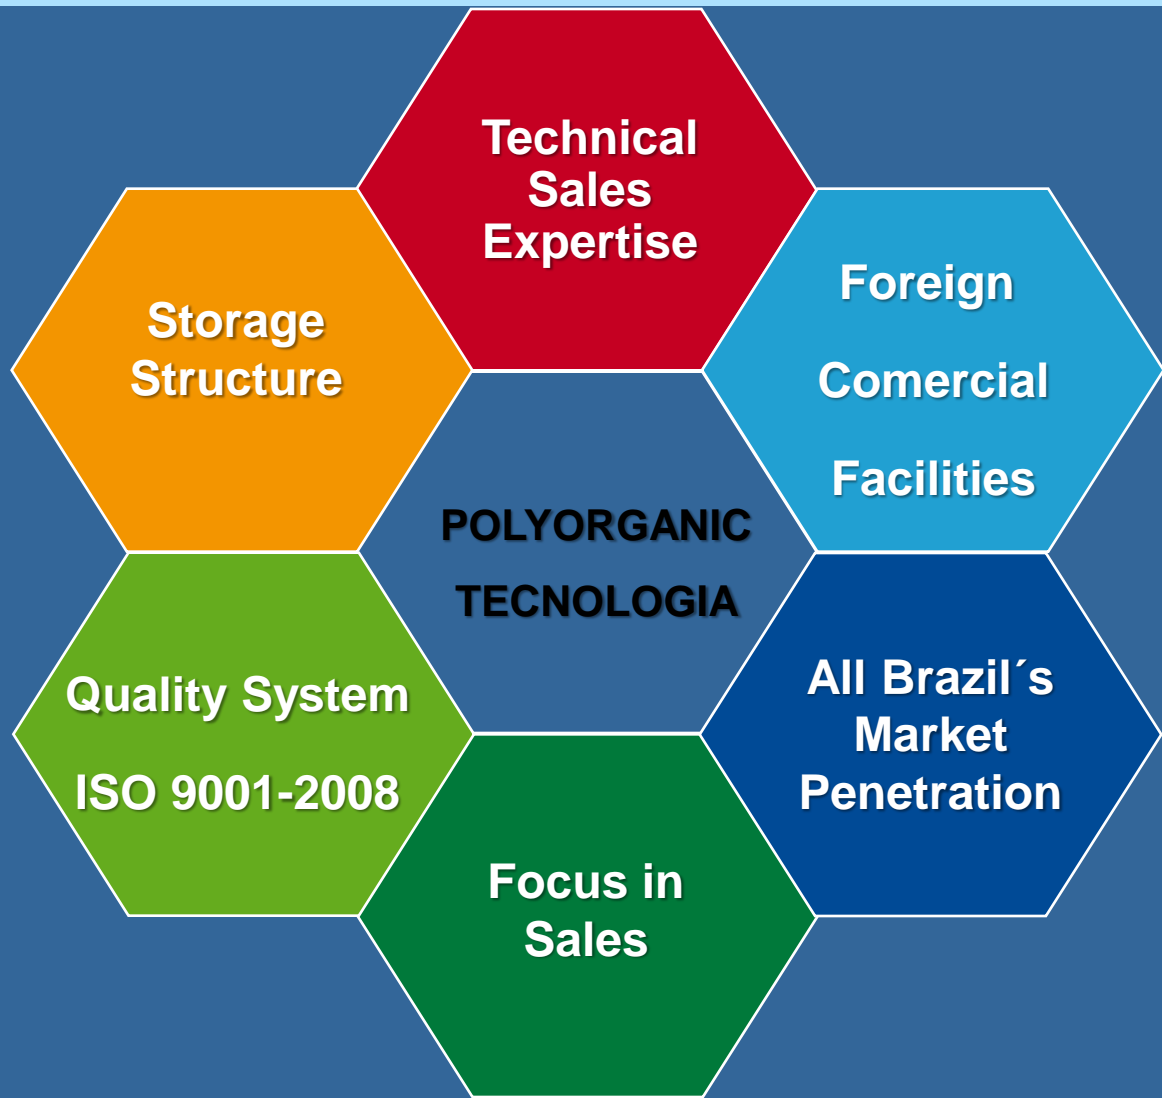 Technical
Sales
Expertise
Storage
Structure
Foreign
Comercial
Facilities
POLYORGANIC
TECNOLOGIA
Quality System
ISO 9001-2008
All Brazil´s
Market
Penetration
Focus in
Sales